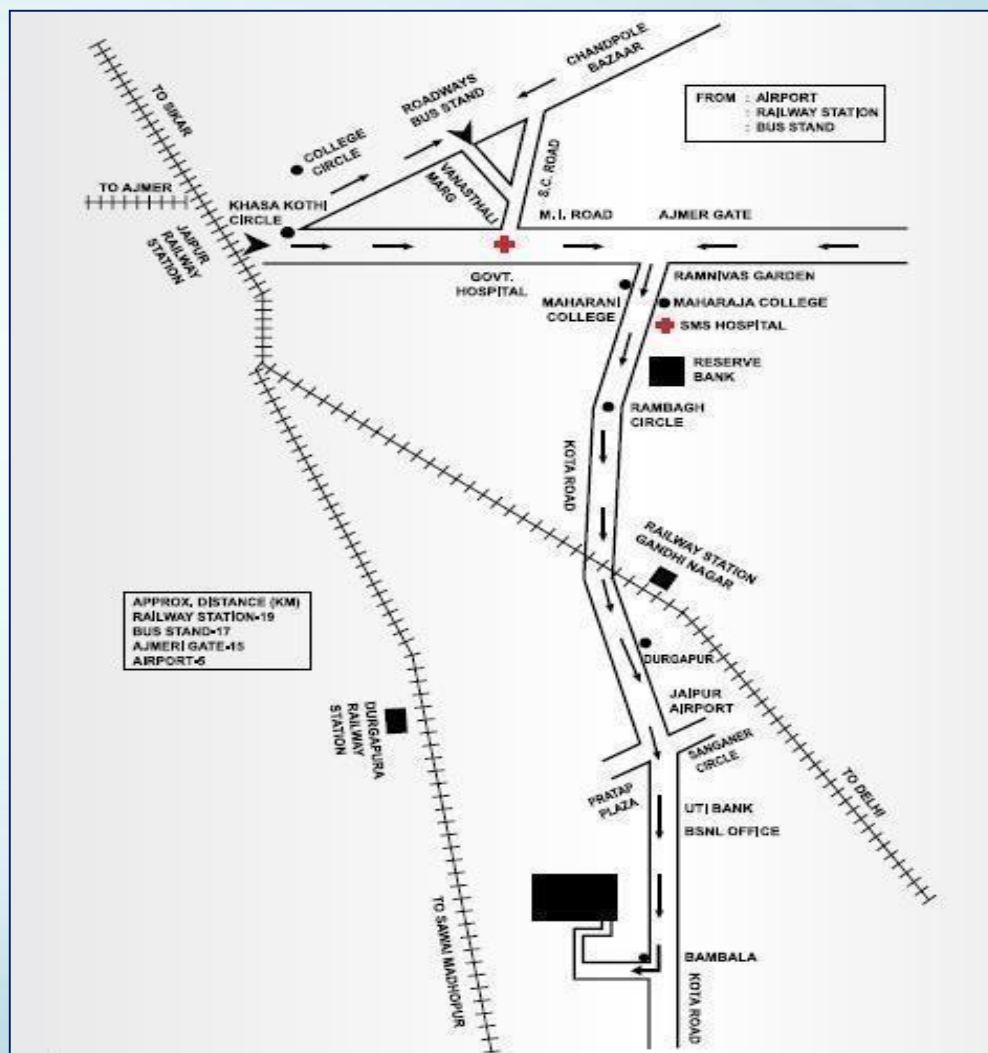 CHANDPOLE
BAZAAR
ROADWAYS
BUS STAND
FROM : AIRPORT
: RAILWAY STATION
: BUS STAND
TO SIKAR
COLLEGE
CIRCLE
S.C. ROAD
VANASTHALI
MARG
TO AJMER
KHASA KOTHI
CIRCLE
M.I. ROAD
AJMER GATE
JAIPUR
RAILWAY
STATION
GOVT.
HOSPITAL
RAMNIVAS GARDEN
MAHARANI
COLLEGE
MAHARAJA COLLEGE
SMS HOSPITAL
RESERVE
BANK
RAMBAGH
CIRCLE
KOTA ROAD
RAILWAY STATION
GANDHI NAGAR
APPROX, DISTANCE (KM)
RAILWAY STATION-19
BUS STAND-17
AJMERI GATE-15
AIRPORT-5
DURGAPUR
JAIPUR
AIRPORT
DURGAPURA
RAILWAY
STATION
SANGANER
CIRCLE
PRATAP
PLAZA
TO DELHI
UTI BANK
BSNL OFFICE
TO SAWAI MADHOPUR
BAMBALA
KOTA ROAD